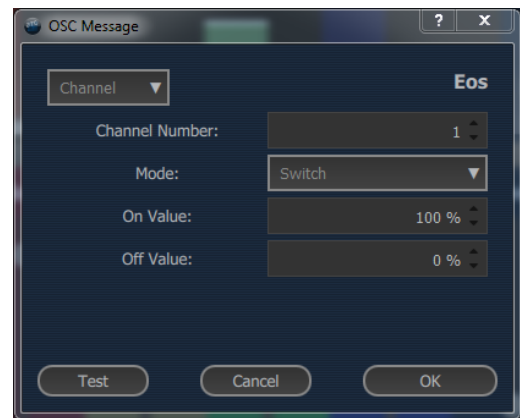 OSC Message
? X
Channel ▼ Eos
Channel Number: 1
Mode: Switch ▼
On Value: 100 %
Off Value: 0 %
Test Cancel OK